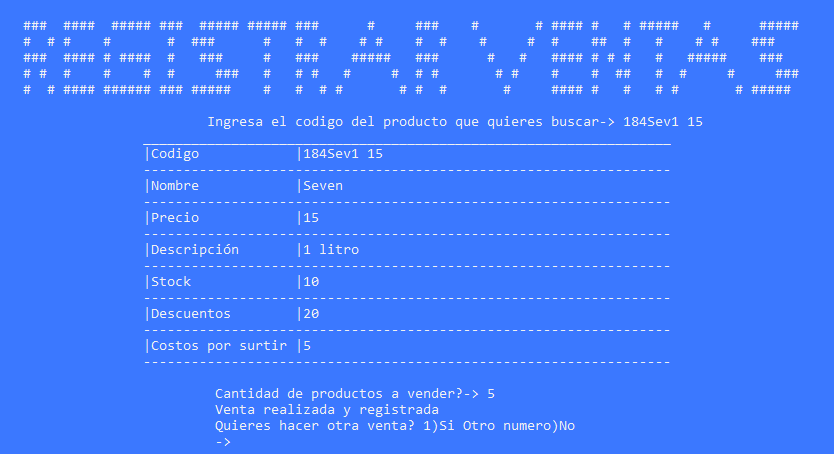 REGISTRAR VENTAS
Ingresa el codigo del producto que quieres buscar-> 184Sev1 15
|Codigo |184Sev1 15
|Nombre |Seven
|Precio |15
|Descripción |1 litro
|Stock |10
|Descuentos |20
|Costos por surtir |5
Cantidad de productos a vender?-> 5
Venta realizada y registrada
Quieres hacer otra venta? 1)Si Otro numero)No
->